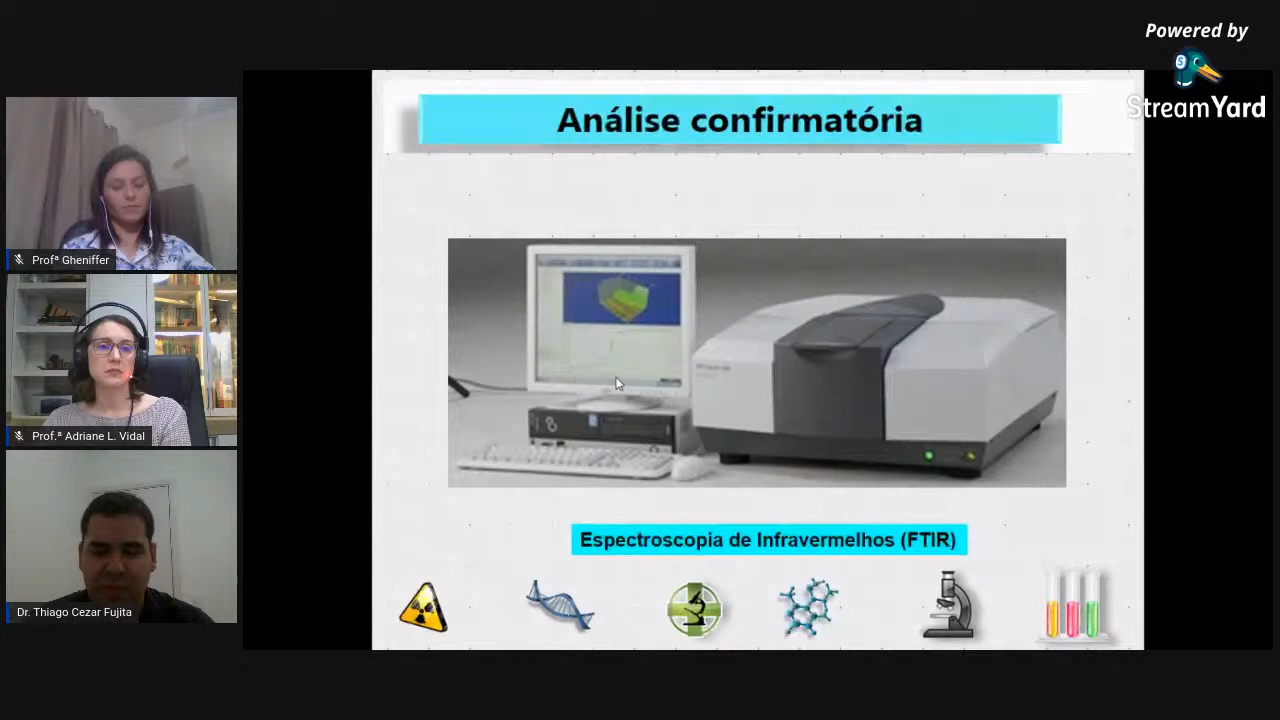 Powered by
StreamYard
Análise confirmatória
Profª Gheniffer
Prof.ª Adriane L. Vidal
Dr. Thiago Cezar Fujita
Espectroscopia de Infravermelhos (FTIR)